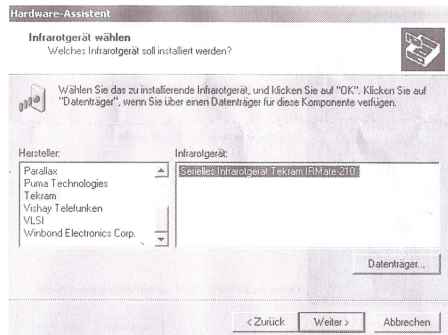 Hardware-Assistent
Infrarotgerät wählen
Welches Infrarotgerät soll installiert werden?
Wählen Sie das zu installierende Infrarotgerät, und klicken Sie auf "OK". Klicken Sie auf
"Datenträger", wenn Sie über einen Datenträger für diese Komponente verfügen.
Hersteller:
Infrarotgerät:
Parallax
Puma Technologies
Tekram
Vishay Telefunken
VLSI
Winbond Electronics Corp.
Serielles Infrarotgerät Tekram IRMate-210
Datenträger...
< Zurück
Weiter >
Abbrechen